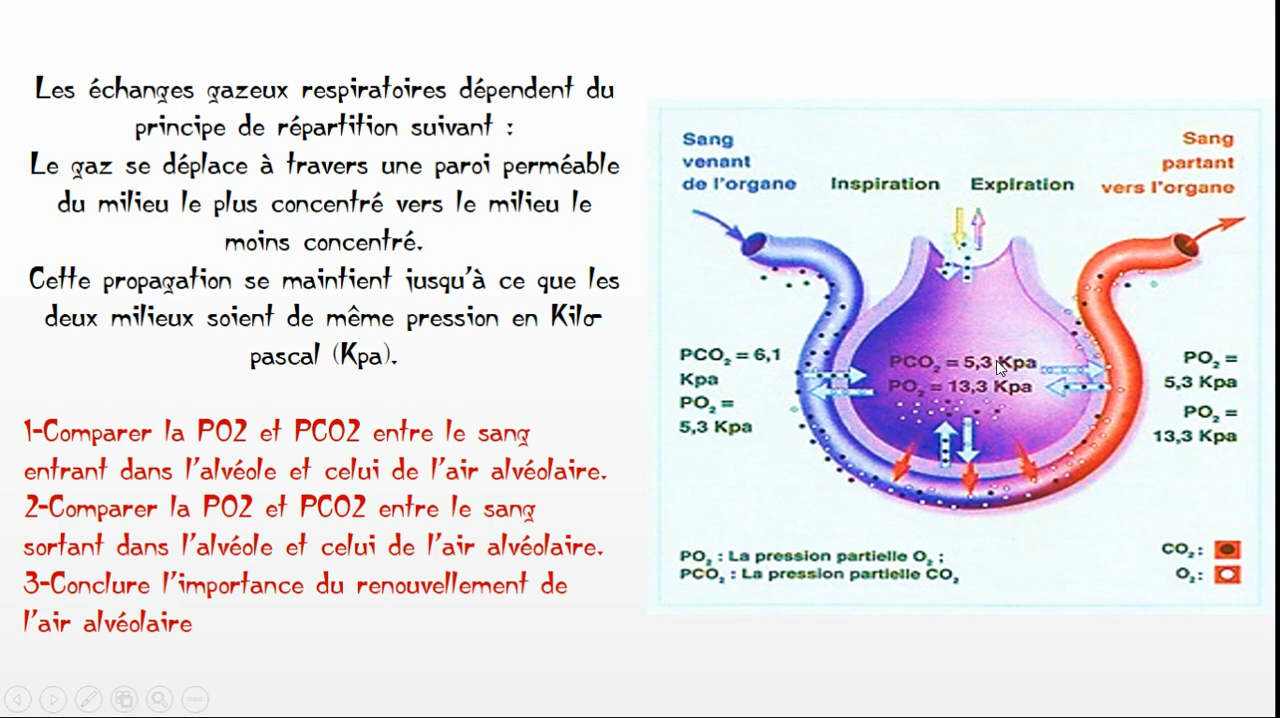 Les échanges gazeux respiratoires dépendent du
principe de répartition suivant :
Le gaz se déplace à travers une paroi perméable
du milieu le plus concentré vers le milieu le
moins concentré.
Cette propagation se maintient jusqu'à ce que les
deux milieux soient de même pression en Kilo-
pascal (Kpa).
1-Comparer la PO2 et PCO2 entre le sang
entrant dans l'alvéole et celui de l'air alvéolaire.
2-Comparer la PO2 et PCO2 entre le sang
sortant dans l'alvéole et celui de l'air alvéolaire.
3-Conclure l'importance du renouvellement de
l'air alvéolaire
Sang
venant
de l'organe
Inspiration
Expiration
Sang
partant
vers l'organe
PCO₂ = 6,1
Kpa
PO₂ =
5,3 Kpa
PCO₂ = 5,3 Kpa
PO₂ = 13,3 Kpa
PO₂ =
5,3 Kpa
PO₂ =
13,3 Kpa
PO₂ : La pression partielle O₂ ;
PCO₂ : La pression partielle CO₂
CO₂ :
O₂ :